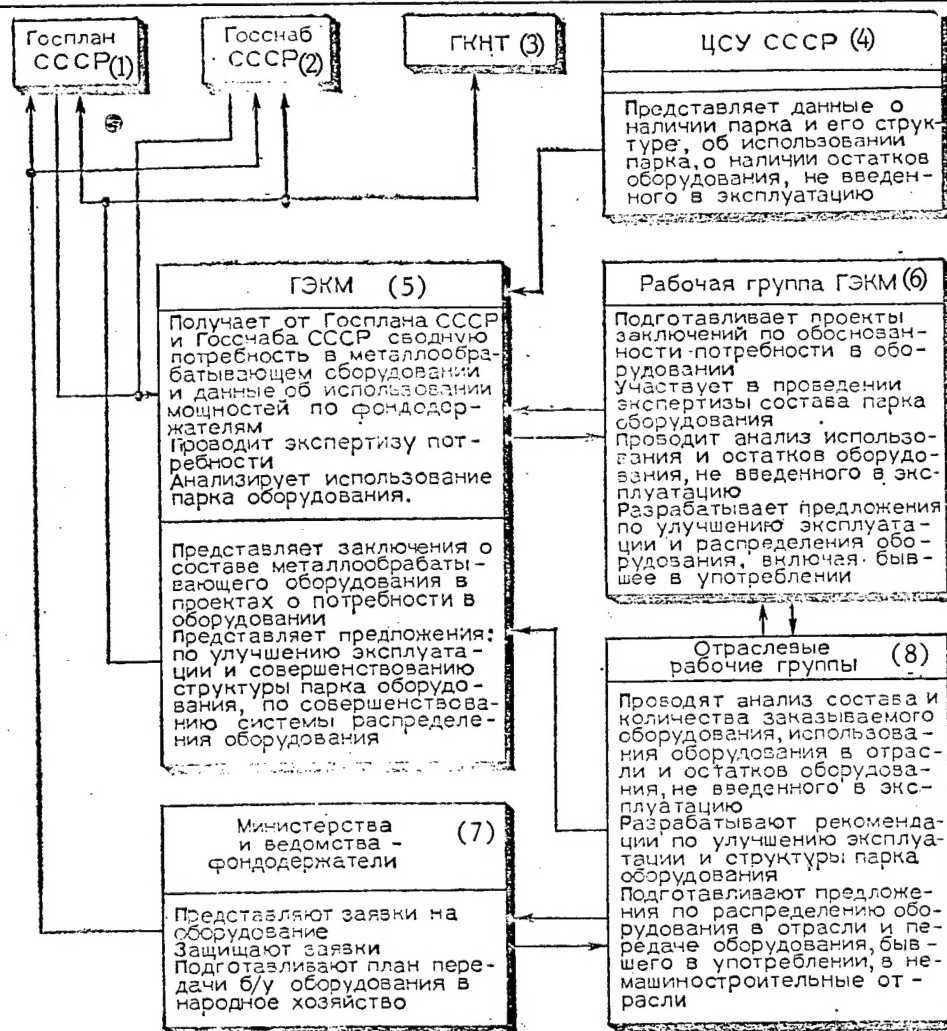 Госплан
СССР(1)
Госснаб
СССР(2)
ГКНТ (3)
ЦСУ СССР (4)
Представляет данные о
наличии парка и его струк-
туре, об использовании
парка, о наличии остатков
оборудования, не введен-
ного в эксплуатацию
ГЭКМ (5)
Получает от Госплана СССР
и Госснаба СССР сводную
потребность в металлообра-
батывающем оборудовании
и данные об использовании
мощностей по фондодер-
жателям
Проводит экспертизу пот-
ребности
Анализирует использование
парка оборудования.
Представляет заключения о
составе металлообрабаты-
вающего оборудования в
проектах о потребности в
оборудовании
Представляет предложения:
по улучшению эксплуата-
ции и совершенствованию
структуры парка оборудо-
вания, по совершенствова-
нию системы распределе-
ния оборудования
Рабочая группа ГЭКМ (6)
Подготавливает проекты
заключений по обоснован-
ности потребности в обо-
рудовании
Участвует в проведении
экспертизы состава парка
оборудования
Проводит анализ использо-
вания и остатков оборудо-
вания, не введенного в экс-
плуатацию
Разрабатывает предложения
по улучшению эксплуата-
ции и распределения обо-
рудования, включая быв-
шее в употреблении
Министерства
и ведомства -
фондодержатели
(7)
Представляют заявки на
оборудование
Защищают заявки
Подготавливают план пере-
дачи б/у оборудования в
народное хозяйство
Отраслевые
рабочие группы
(8)
Проводят анализ состава и
количества заказываемого
оборудования, использова-
ния оборудования в отрас-
ли и остатков оборудова-
ния, не введенного в экс-
плуатацию
Разрабатывают рекоменда-
ции по улучшению эксплуа-
тации и структуры парка
оборудования
Подготавливают предложе-
ния по распределению обо-
рудования в отрасли и пе-
редаче оборудования, быв-
шего в употреблении, в не-
машиностроительные от-
расли